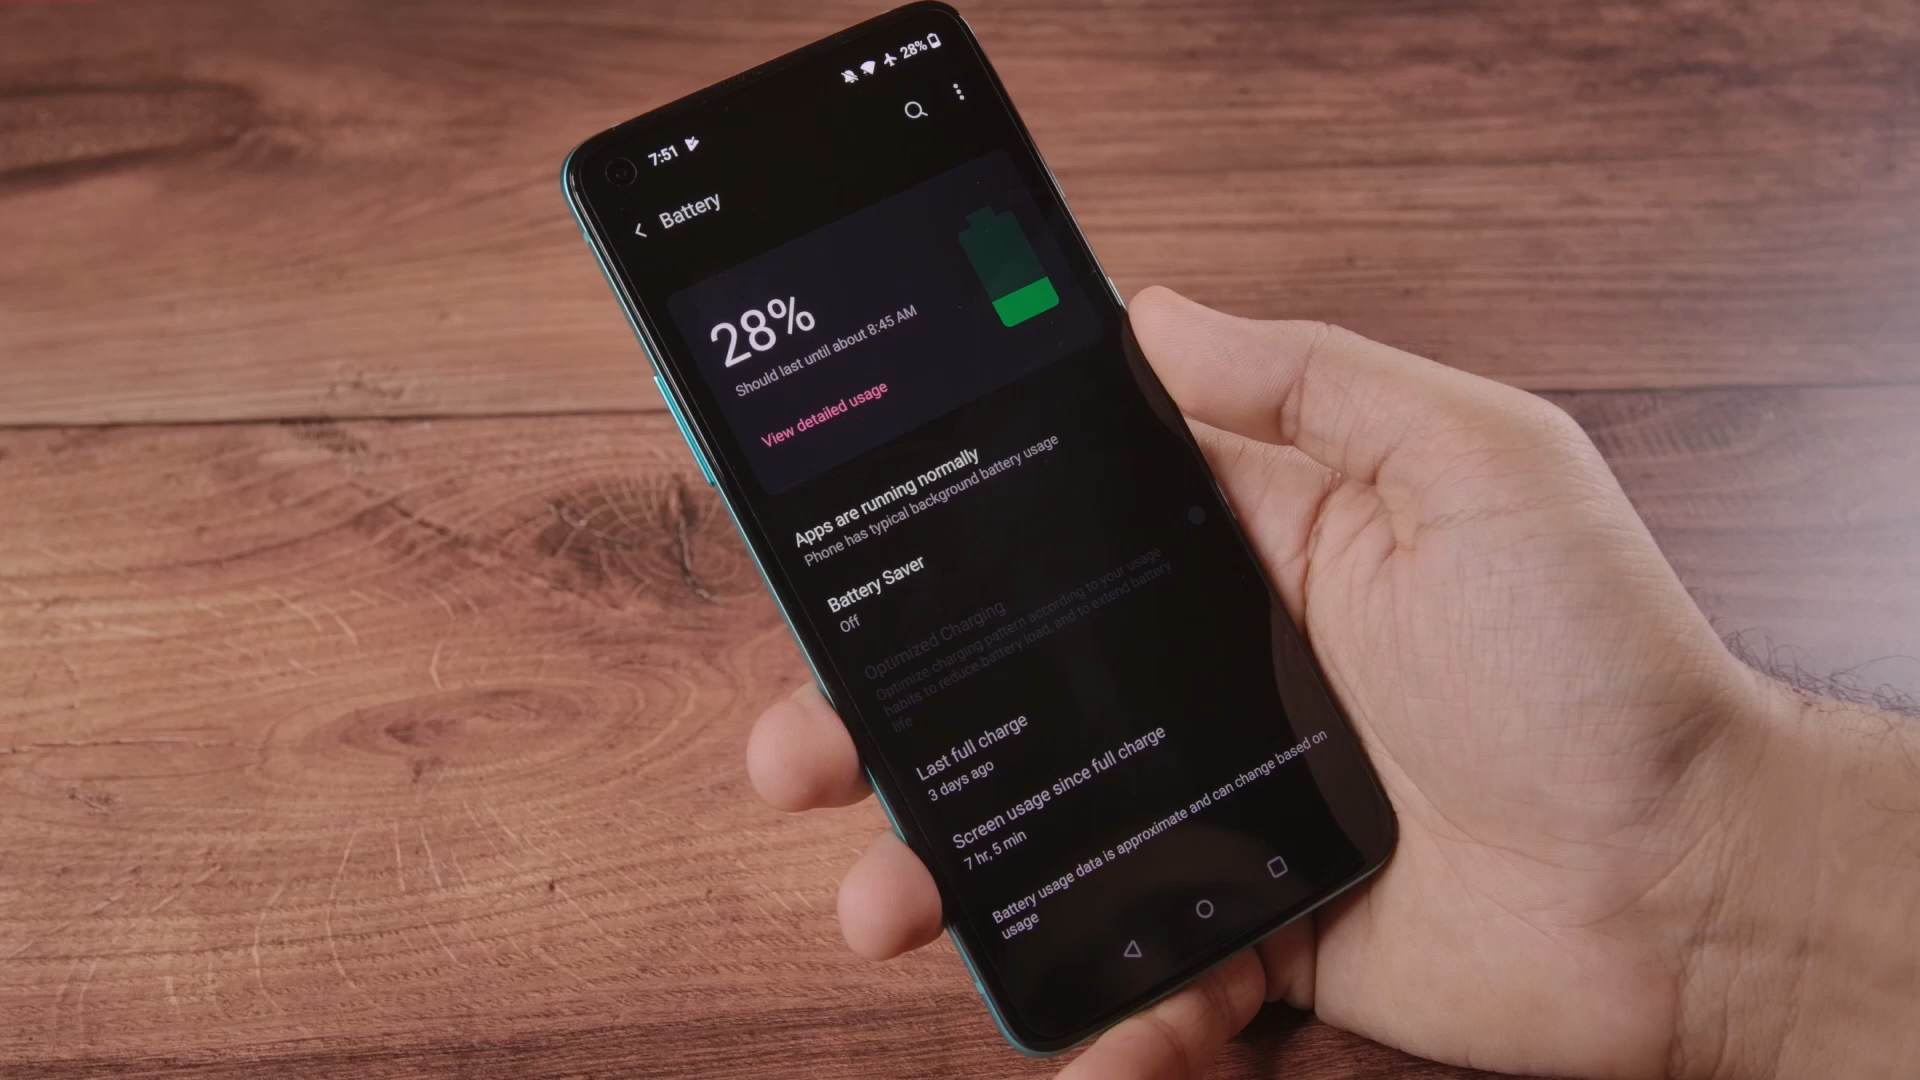 7:51
28%
Battery
28%
Should last until about 8:45 AM
View detailed usage
Apps are running normally
Phone has typical background battery usage
Battery Saver
Off
Optimized Charging
Optimize charging pattern according to your usage
habits to reduce battery load, and to extend battery
life
Last full charge
3 days ago
Screen usage since full charge
7 hr, 5 min
Battery usage data is approximate and can change based on
usage